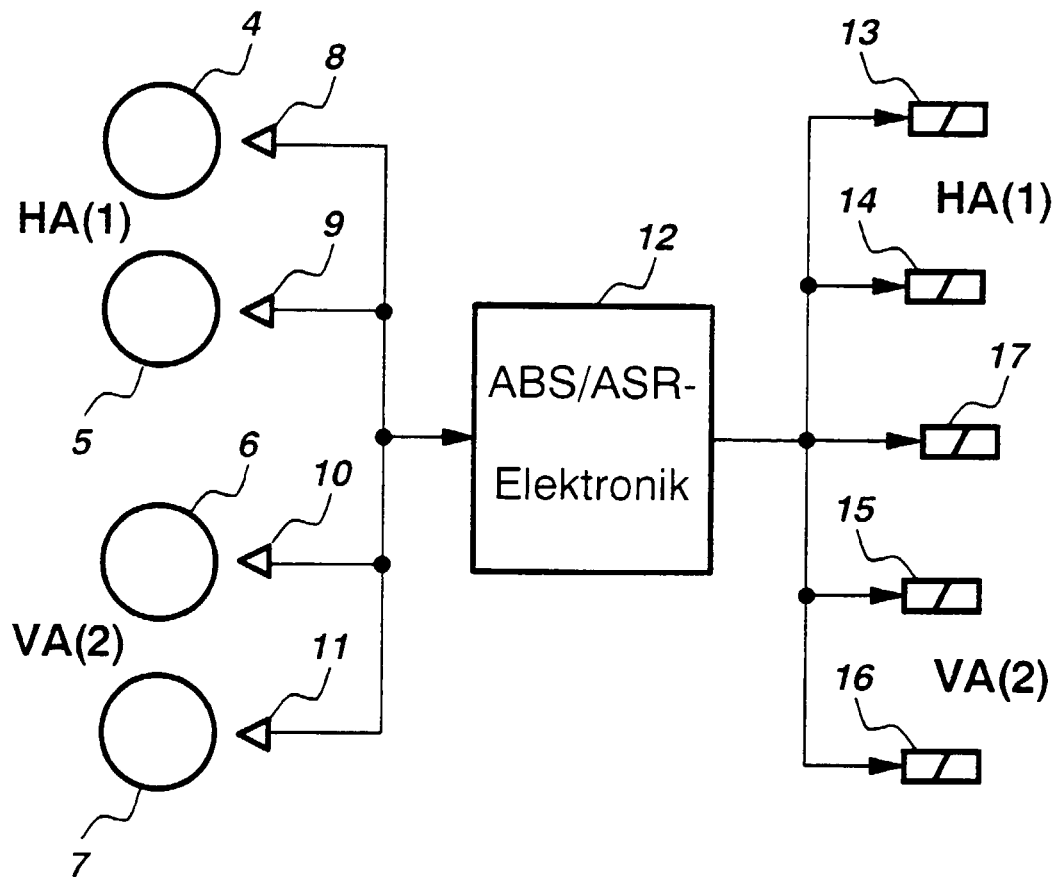 4
8
13
HA(1)
9
14
HA(1)
12
5
ABS/ASR-
Elektronik
17
6
10
15
VA(2)
11
16
VA(2)
7